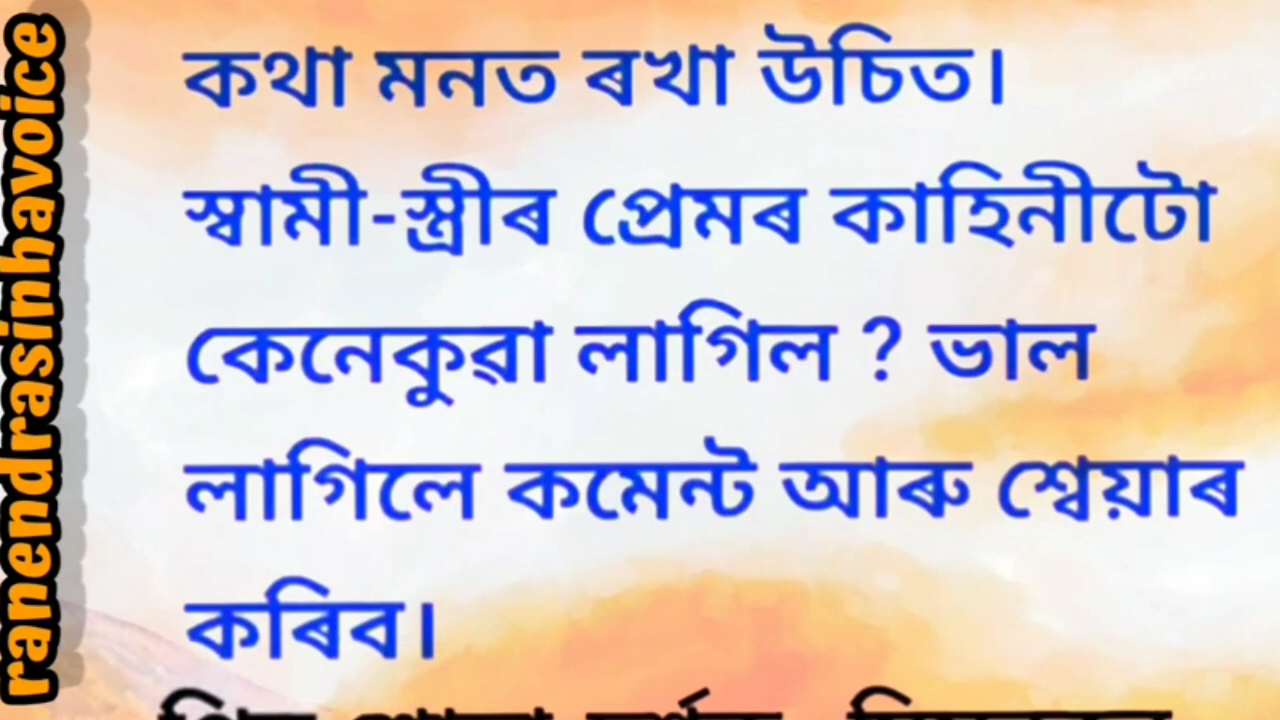 কথা মনত ৰখা উচিত।
স্বামী-স্ত্ৰীৰ প্ৰেমৰ কাহিনীটো
কেনেকুৱা লাগিল ? ভাল
লাগিলে কমেন্ট আৰু শ্বেয়াৰ
কৰিব।
ranendrasinhavoice